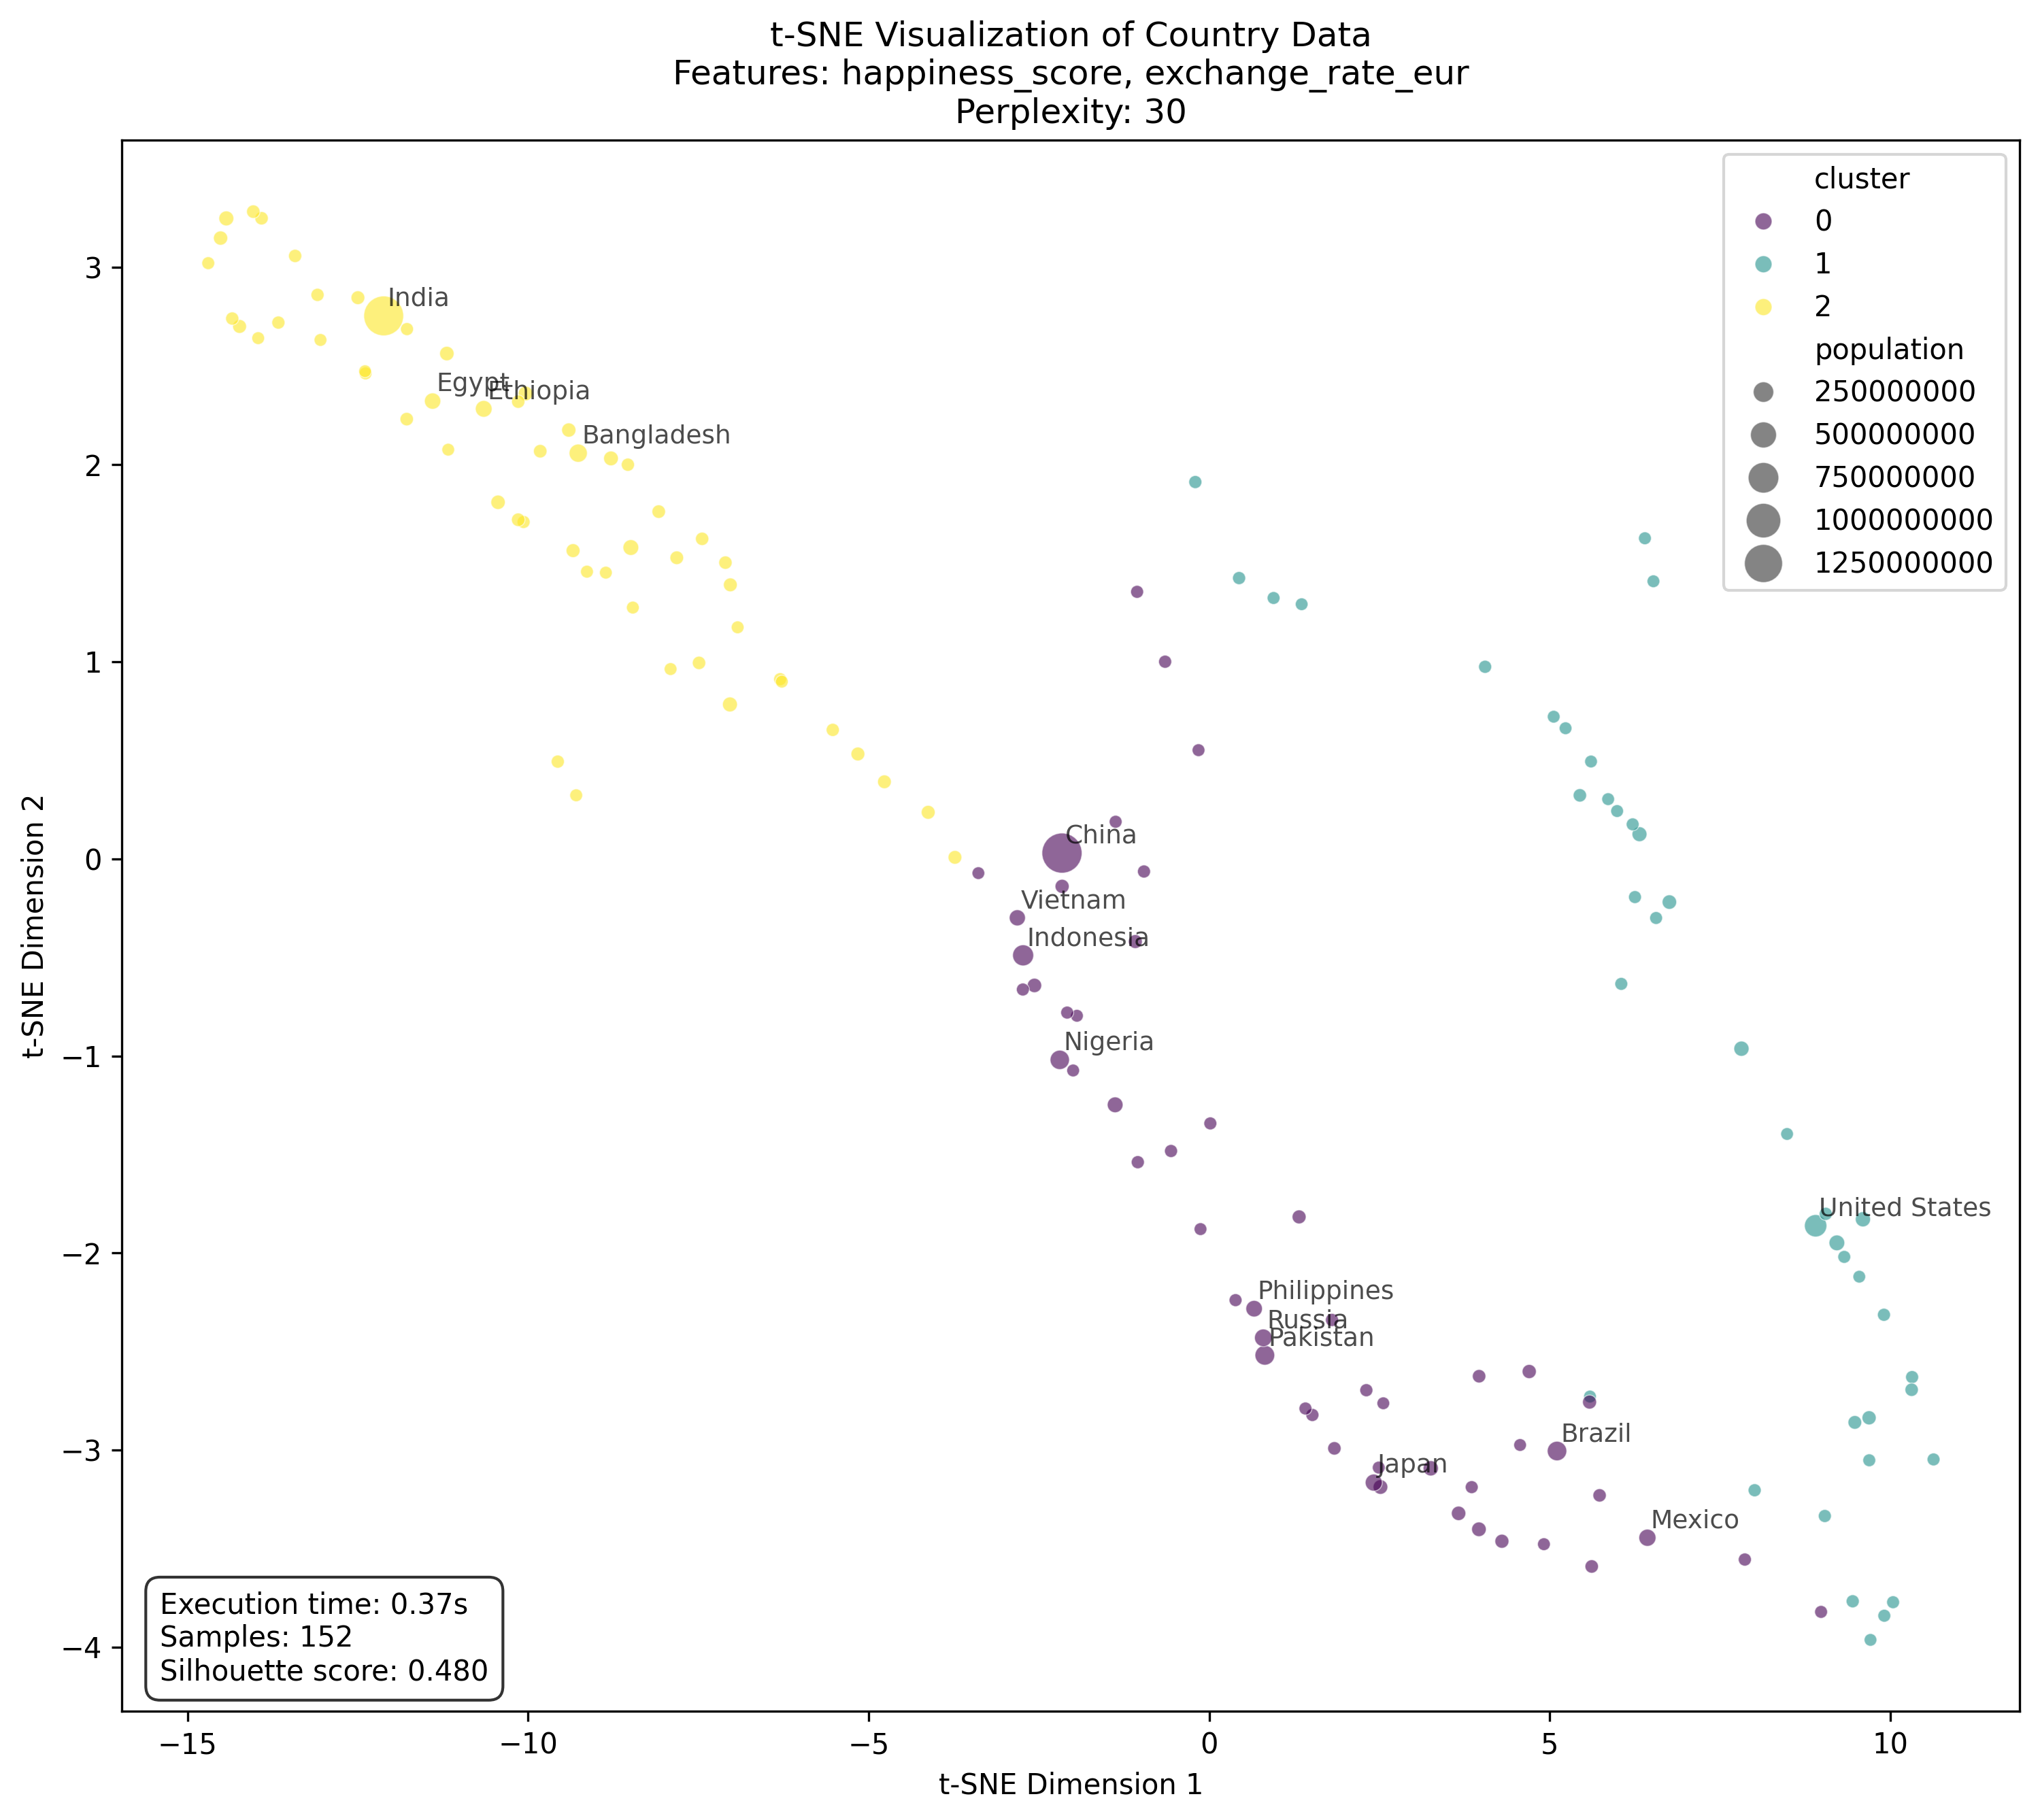 t-SNE Visualization of Country Data
Features: happiness_score, exchange_rate_eur
Perplexity: 30
cluster
0
1
2
population
250000000
500000000
750000000
1000000000
1250000000
India
Egypt
Ethiopia
Bangladesh
China
Vietnam
Indonesia
Nigeria
United States
Philippines
Russia
Pakistan
Brazil
Japan
Mexico
Execution time: 0.37s
Samples: 152
Silhouette score: 0.480
3
2
1
0
−1
−2
−3
−4
t-SNE Dimension 2
−15
−10
−5
0
5
10
t-SNE Dimension 1